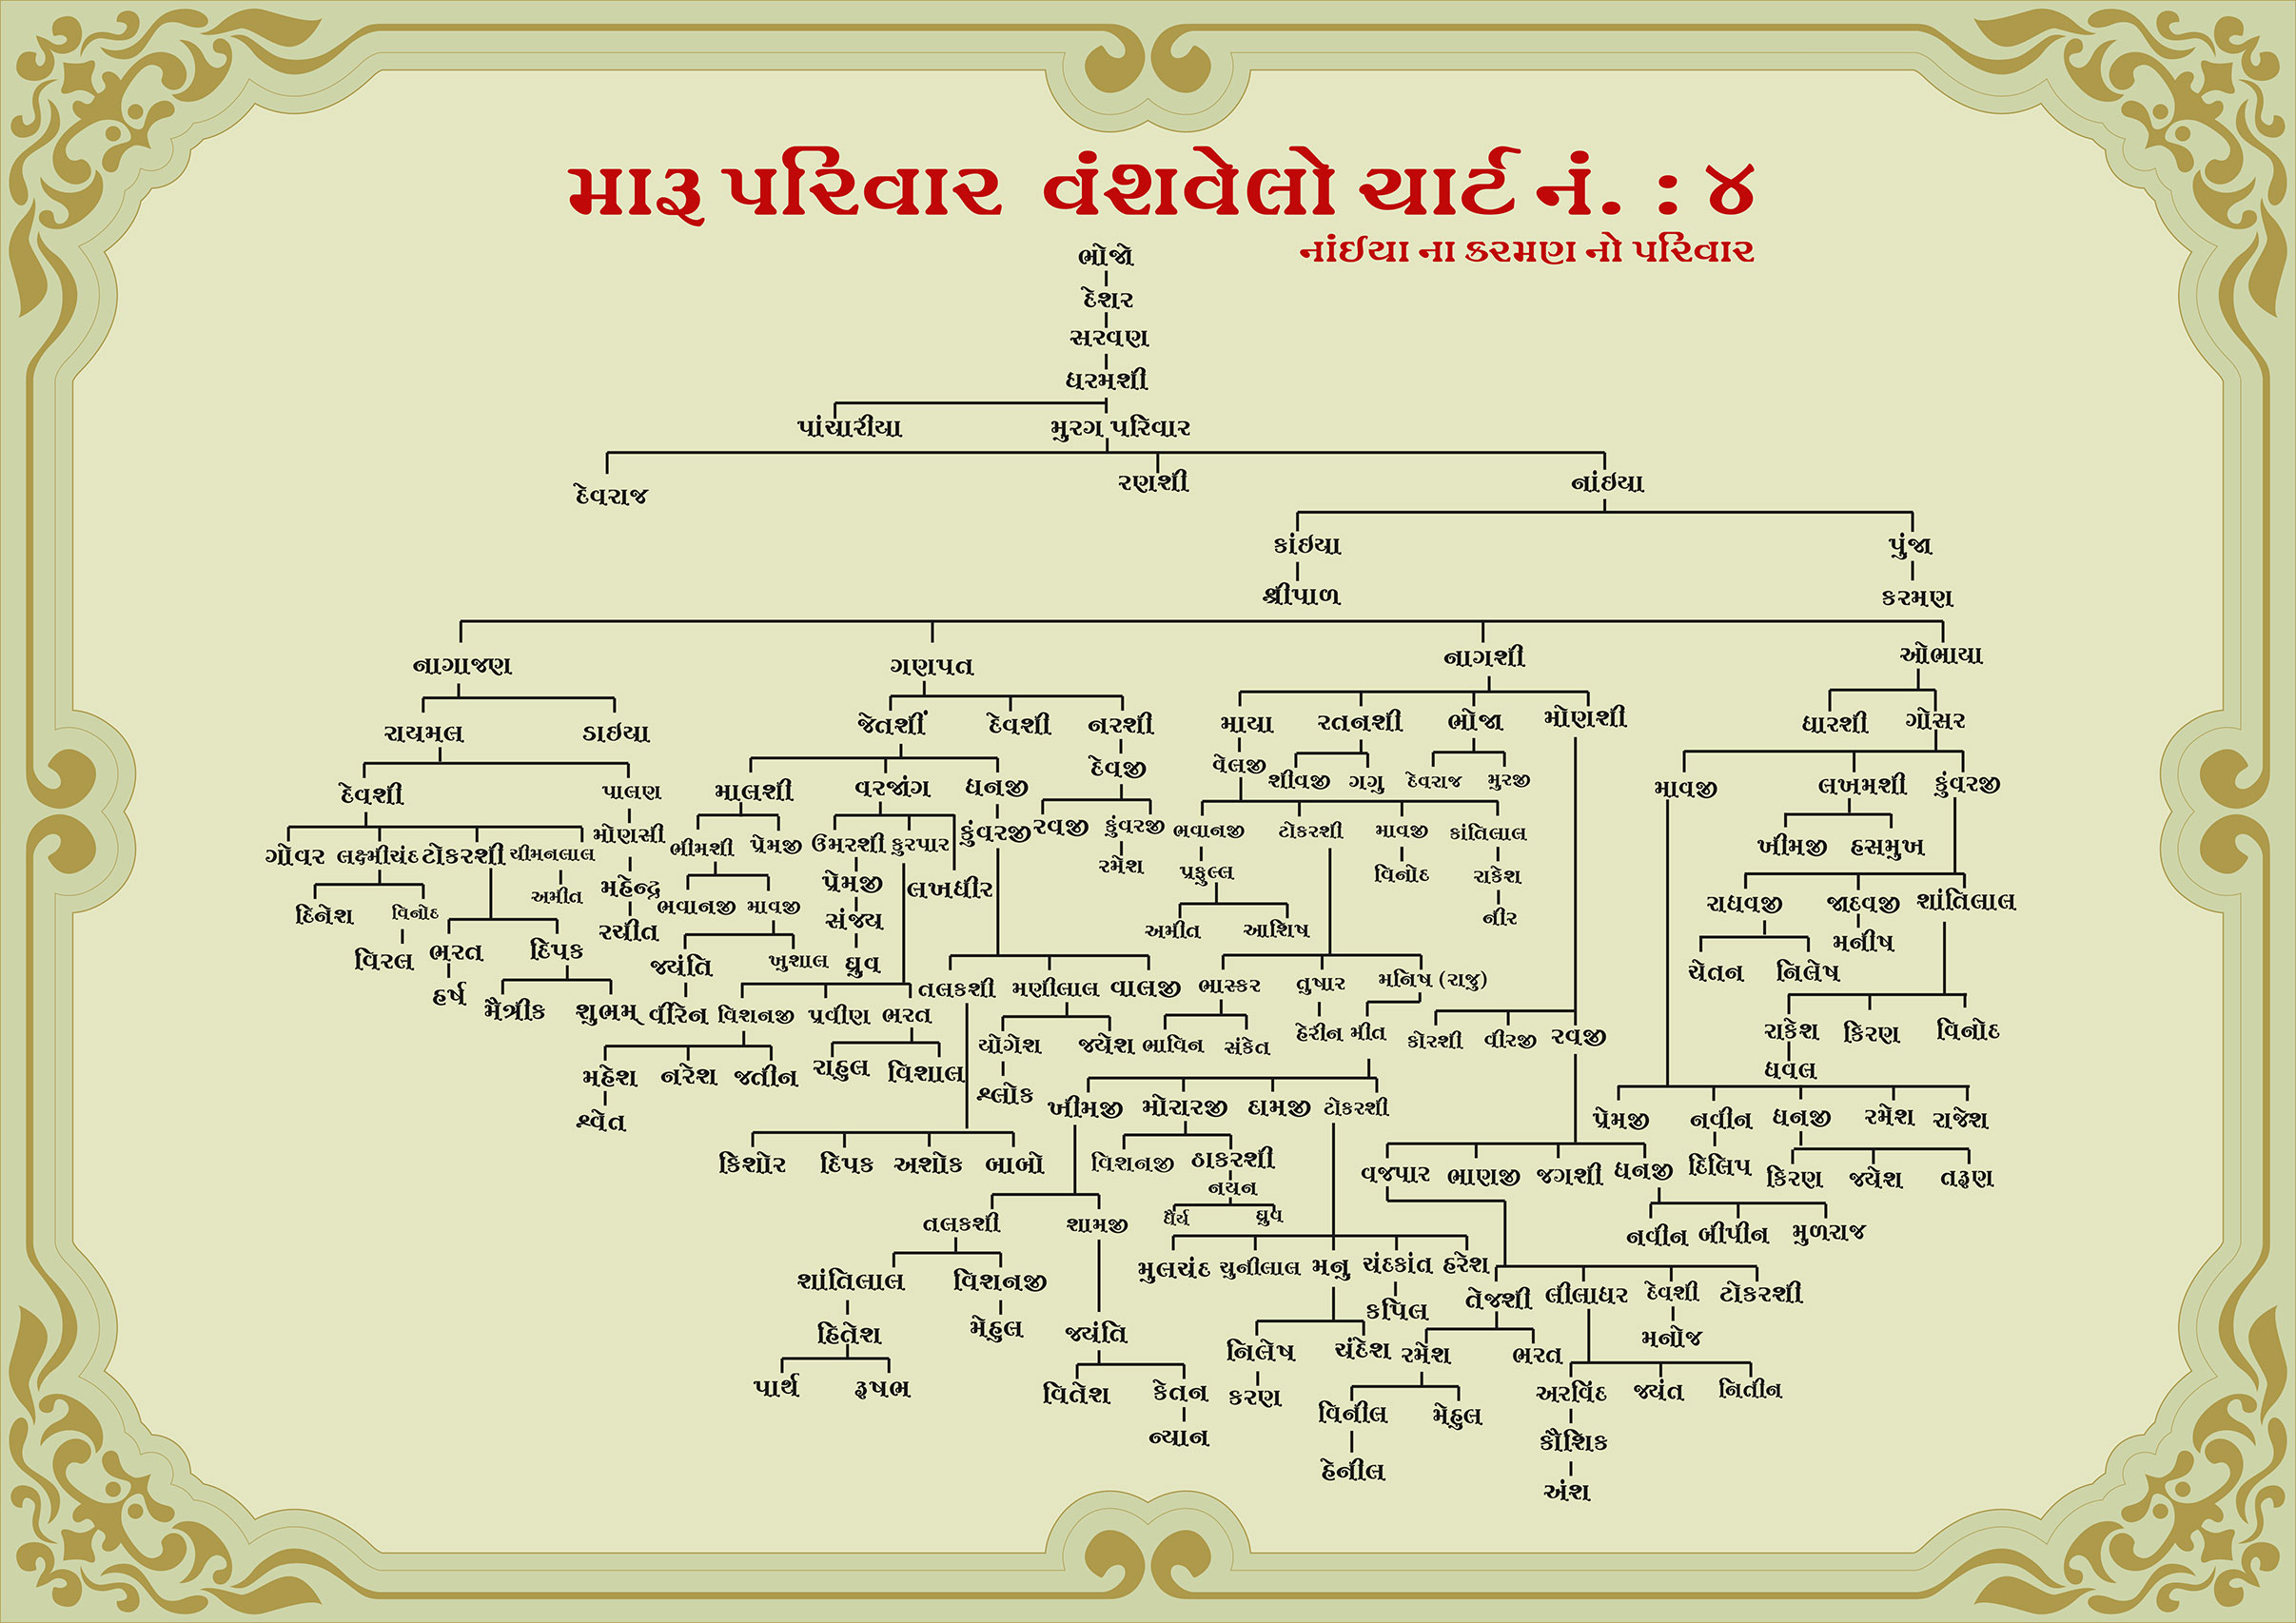 મારૂ પરિવાર વંશવેલો ચાર્ટ નં. : ૪
નાંઈયા ના કરમણ નો પરિવાર
ભોજો
દેશર
સરવણ
ધરમશી
પાંચારીયા મુરગ પરિવાર
દેવરાજ રણશી નાંઇયા
કાંઇયા પુંજા
શ્રીપાળ કરમણ
નાગાજણ ગણપત નાગશી ઓભાયા
રાયમલ ડાઇયા જેતશીં દેવશી નરશી માયા રતનશી ભોજા મોણશી ધારશી ગોસર
દેવશી પાલણ માલશી વરજાંગ ધનજી દેવજી વેલજી શીવજી ગગુ દેવરાજ મુરજી માવજી લખમશી કુંવરજી
ગોવર લક્ષ્મીચંદ ટોકરશી ચીમનલાલ મોણસી ભીમશી પ્રેમજી ઉમરશી કુરપાર કુંવરજી રવજી કુંવરજી ભવાનજી ટોકરશી માવજી કાંતિલાલ ખીમજી હસમુખ
દિનેશ વિનોદ અમીત મહેન્દ્ર ભવાનજી માવજી પ્રેમજી લખધીર રમેશ પ્રફુલ્લ વિનોદ રાકેશ રાઘવજી જાદવજી શાંતિલાલ
વિરલ ભરત દિપક રચીત જ્યંતિ ખુશાલ સંજય ધ્રુવ અમીત આશિષ નીર ચેતન નિલેષ મનીષ
હર્ષ મૈત્રીક શુભમ્ વીરેન વિશનજી પ્રવીણ ભરત તલકશી મણીલાલ વાલજી ભાસ્કર તુષાર મનિષ (રાજુ)
મહેશ નરેશ જતીન રાહુલ વિશાલ યોગેશ જ્યેશ ભાવિન સંકેત હેરીન મીત કોરશી વીરજી રવજી રાકેશ કિરણ વિનોદ
શ્વેત શ્લોક ખીમજી મોરારજી ઠામજી ટોકરશી ધવલ
પ્રેમજી નવીન ધનજી રમેશ રાજેશ
કિશોર દિપક અશોક બાબો વિશનજી ઠાકરશી વજપાર ભાણજી જગશી ધનજી દિલિપ કિરણ જ્યેશ તરૂણ
નયન
તલકશી શામજી ધૈર્ય ધ્રુવ નવીન બીપીન મુળરાજ
શાંતિલાલ વિશનજી મુલચંદ ચુનીલાલ મનુ ચંદ્રકાંત હરેશ તેજશી લીલાધર દેવશી ટોકરશી
હિતેશ મેહુલ જ્યંતિ કપિલ મનોજ
નિલેષ ચંદ્રેશ રમેશ ભરત
પાર્થ રૂષભ વિતેશ કેતન કરણ અરવિંદ જ્યંત નિતીન
ન્યાન વિનીલ મેહુલ કૌશિક
હેનીલ અંશ